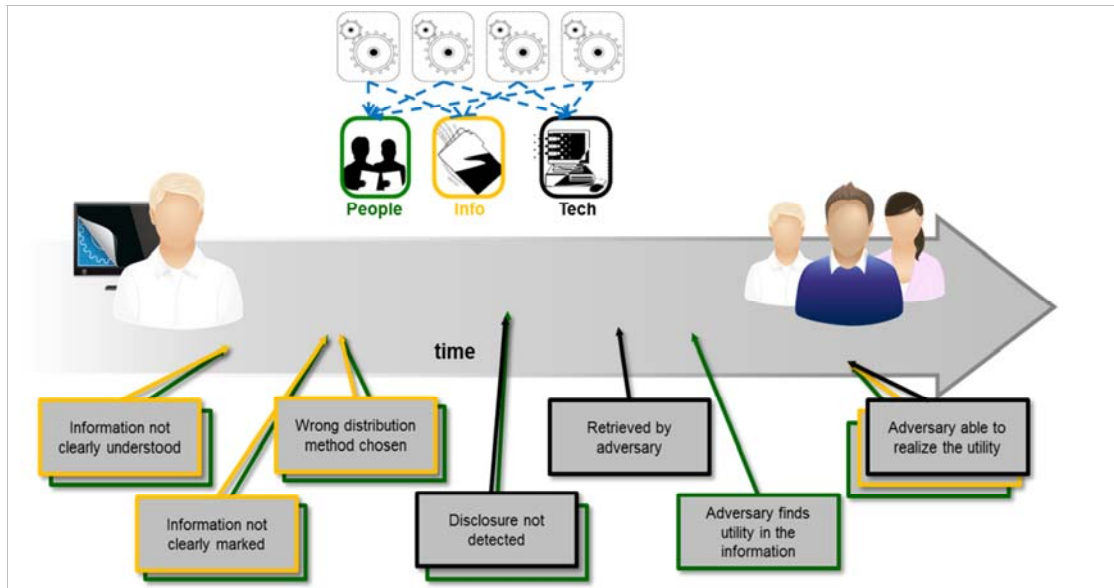 People
Info
Tech
time
Information not
clearly understood
Wrong distribution
method chosen
Retrieved by
adversary
Adversary able to
realize the utility
Information not
clearly marked
Disclosure not
detected
Adversary finds
utility in the
information